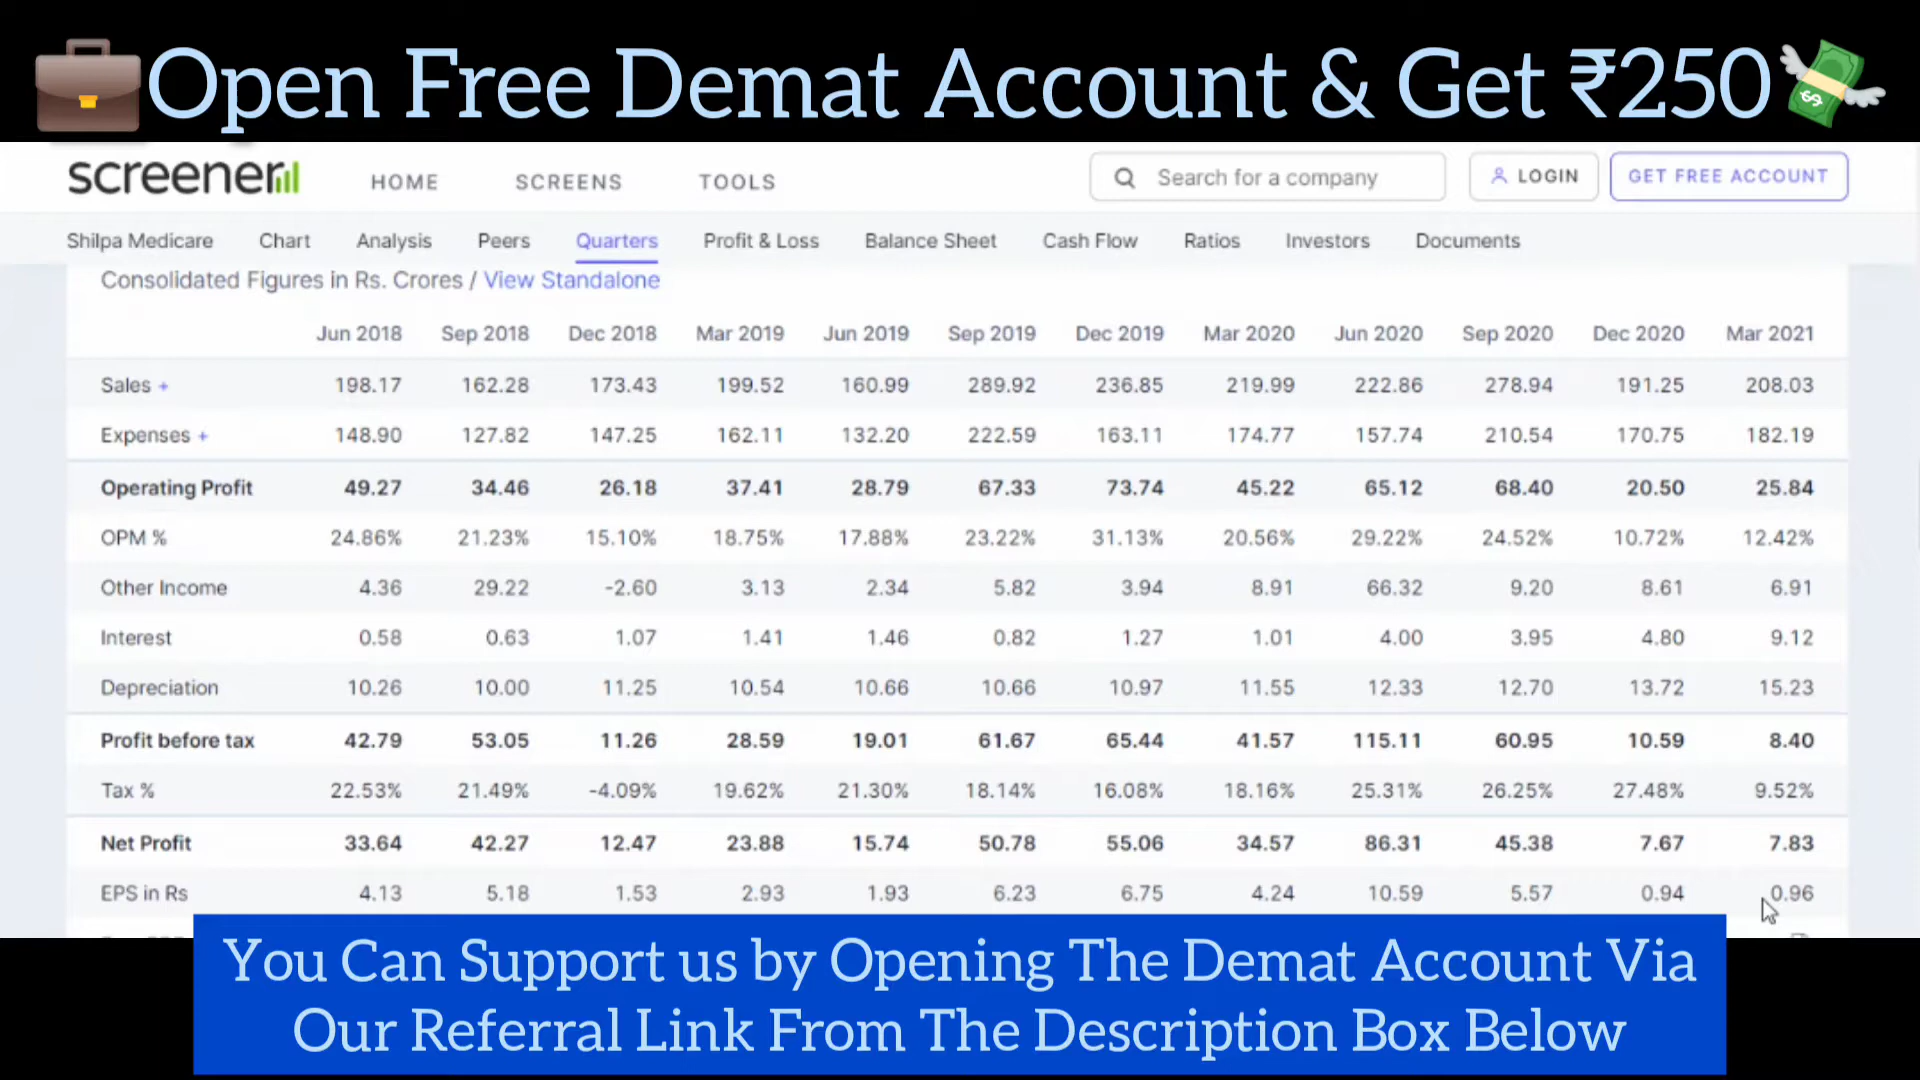 Open Free Demat Account & Get ₹250
screener HOME SCREENS TOOLS Search for a company LOGIN GET FREE ACCOUNT
Shilpa Medicare Chart Analysis Peers Quarters Profit & Loss Balance Sheet Cash Flow Ratios Investors Documents
Consolidated Figures in Rs. Crores / View Standalone
Jun 2018 Sep 2018 Dec 2018 Mar 2019 Jun 2019 Sep 2019 Dec 2019 Mar 2020 Jun 2020 Sep 2020 Dec 2020 Mar 2021
Sales + 198.17 162.28 173.43 199.52 160.99 289.92 236.85 219.99 222.86 278.94 191.25 208.03
Expenses + 148.90 127.82 147.25 162.11 132.20 222.59 163.11 174.77 157.74 210.54 170.75 182.19
Operating Profit 49.27 34.46 26.18 37.41 28.79 67.33 73.74 45.22 65.12 68.40 20.50 25.84
OPM % 24.86% 21.23% 15.10% 18.75% 17.88% 23.22% 31.13% 20.56% 29.22% 24.52% 10.72% 12.42%
Other Income 4.36 29.22 -2.60 3.13 2.34 5.82 3.94 8.91 66.32 9.20 8.61 6.91
Interest 0.58 0.63 1.07 1.41 1.46 0.82 1.27 1.01 4.00 3.95 4.80 9.12
Depreciation 10.26 10.00 11.25 10.54 10.66 10.66 10.97 11.55 12.33 12.70 13.72 15.23
Profit before tax 42.79 53.05 11.26 28.59 19.01 61.67 65.44 41.57 115.11 60.95 10.59 8.40
Tax % 22.53% 21.49% -4.09% 19.62% 21.30% 18.14% 16.08% 18.16% 25.31% 26.25% 27.48% 9.52%
Net Profit 33.64 42.27 12.47 23.88 15.74 50.78 55.06 34.57 86.31 45.38 7.67 7.83
EPS in Rs 4.13 5.18 1.53 2.93 1.93 6.23 6.75 4.24 10.59 5.57 0.94 0.96
You Can Support us by Opening The Demat Account Via
Our Referral Link From The Description Box Below